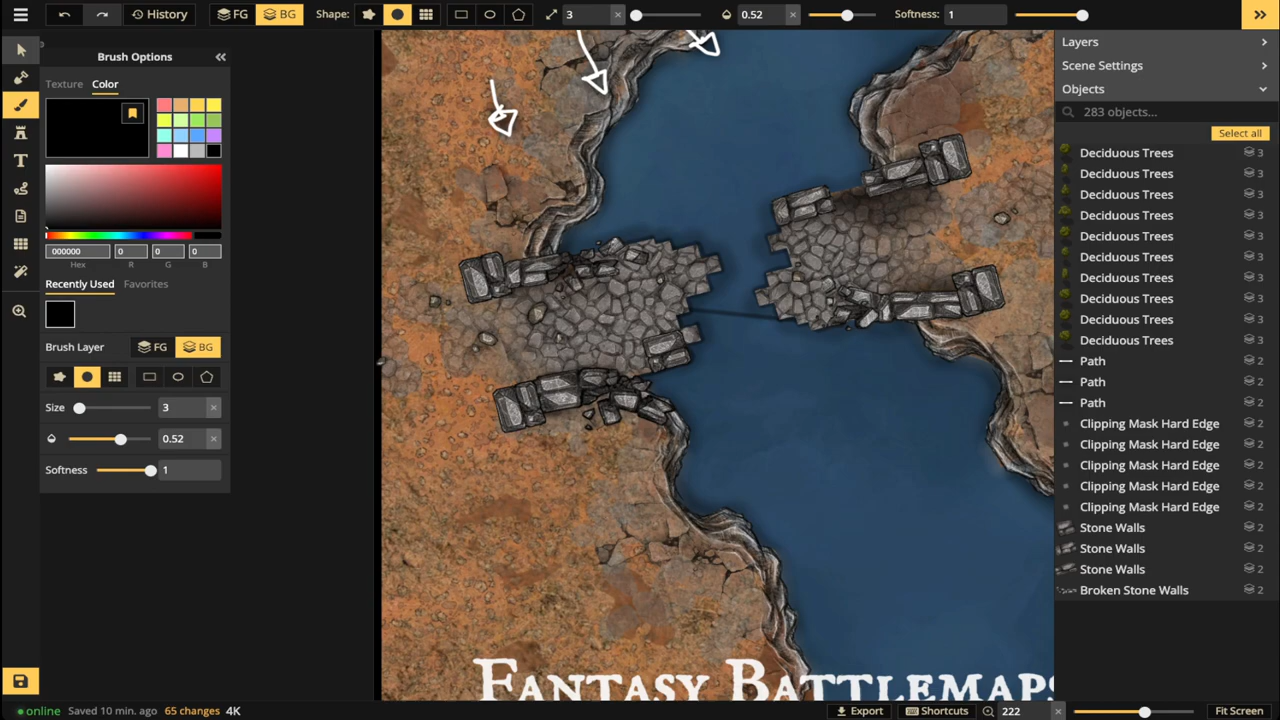 History FG BG Shape: 3 0.52 Softness: 1
Brush Options
Texture Color
000000 0 0 0
Hex R G B
Recently Used Favorites
Brush Layer FG BG
Size 3
0.52
Softness 1
Layers
Scene Settings
Objects
283 objects...
Select all
Deciduous Trees 3
Deciduous Trees 3
Deciduous Trees 3
Deciduous Trees 3
Deciduous Trees 3
Deciduous Trees 3
Deciduous Trees 3
Deciduous Trees 3
Deciduous Trees 3
Deciduous Trees 3
Path 2
Path 2
Path 2
Clipping Mask Hard Edge 2
Clipping Mask Hard Edge 2
Clipping Mask Hard Edge 2
Clipping Mask Hard Edge 2
Clipping Mask Hard Edge 2
Stone Walls 2
Stone Walls 2
Stone Walls 2
Broken Stone Walls 2
Fantasy Battlemaps
online Saved 10 min. ago 65 changes 4K Export Shortcuts 222 Fit Screen